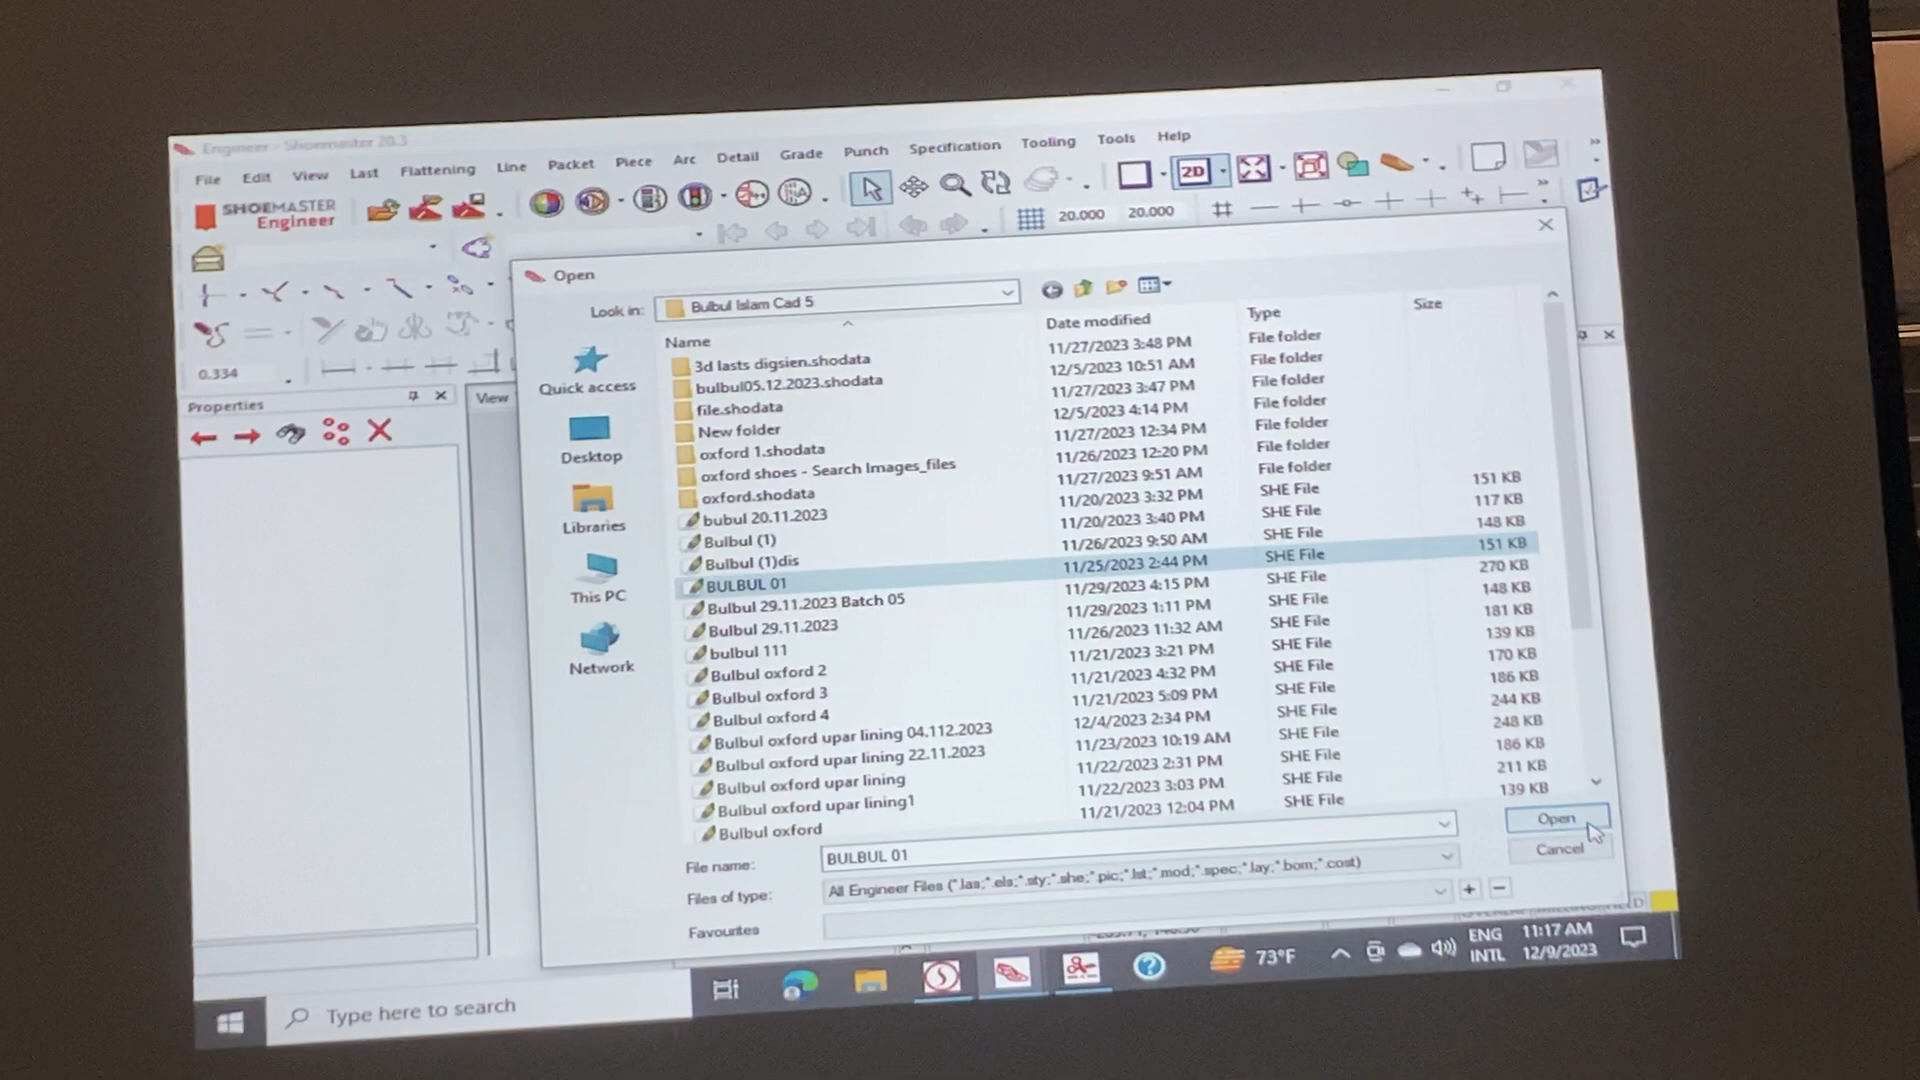 Engineer - Shoemaster 20.3
File Edit View Last Flattening Line Packet Piece Arc Detail Grade Punch Specification Tooling Tools Help
SHOEMASTER
Engineer
2D
20.000 20.000
0.334
Properties
View
Open
Look in: Bulbul Islam Cad 5
Name Date modified Type Size
Quick access
Desktop
Libraries
This PC
Network
3d lasts digsien.shodata 11/27/2023 3:48 PM File folder
bulbul05.12.2023.shodata 12/5/2023 10:51 AM File folder
file.shodata 11/27/2023 3:47 PM File folder
New folder 12/5/2023 4:14 PM File folder
oxford 1.shodata 11/27/2023 12:34 PM File folder
oxford shoes - Search Images_files 11/26/2023 12:20 PM File folder
oxford.shodata 11/27/2023 9:51 AM File folder
bubul 20.11.2023 11/20/2023 3:32 PM SHE File 151 KB
Bulbul (1) 11/20/2023 3:40 PM SHE File 117 KB
Bulbul (1)dis 11/26/2023 9:50 AM SHE File 148 KB
BULBUL 01 11/25/2023 2:44 PM SHE File 151 KB
Bulbul 29.11.2023 Batch 05 11/29/2023 4:15 PM SHE File 270 KB
Bulbul 29.11.2023 11/29/2023 1:11 PM SHE File 148 KB
bulbul 111 11/26/2023 11:32 AM SHE File 181 KB
Bulbul oxford 2 11/21/2023 3:21 PM SHE File 139 KB
Bulbul oxford 3 11/21/2023 4:32 PM SHE File 170 KB
Bulbul oxford 4 11/21/2023 5:09 PM SHE File 186 KB
Bulbul oxford upar lining 04.112.2023 12/4/2023 2:34 PM SHE File 244 KB
Bulbul oxford upar lining 22.11.2023 11/23/2023 10:19 AM SHE File 248 KB
Bulbul oxford upar lining 11/22/2023 2:31 PM SHE File 186 KB
Bulbul oxford upar lining1 11/22/2023 3:03 PM SHE File 211 KB
Bulbul oxford 11/21/2023 12:04 PM SHE File 139 KB
File name: BULBUL 01 Open
Files of type: All Engineer Files (*.las;*.els;*.sty;*.she;*.pic;*.lst;*.mod;*.spec;*.lay;*.bom;*.cost) Cancel
Favourites
Type here to search
73°F
ENG
INTL
11:17 AM
12/9/2023